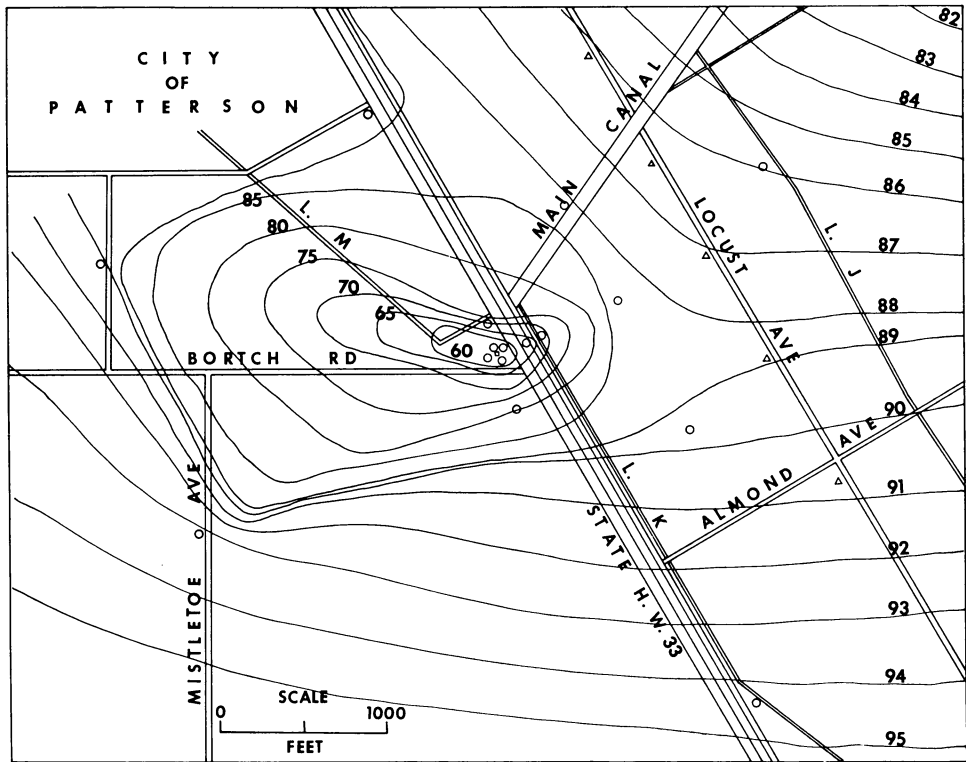 CITY
OF
PATTERSON
82
83
84
85
86
87
88
89
90
91
92
93
94
95
85
80
75
70
65
60
L. M
MAIN CANAL
LOCUST AVE
L. J
BORTCH RD
MISTLETOE AVE
L. K
ALMOND AVE
STATE H.W. 33
SCALE
0 1000
FEET